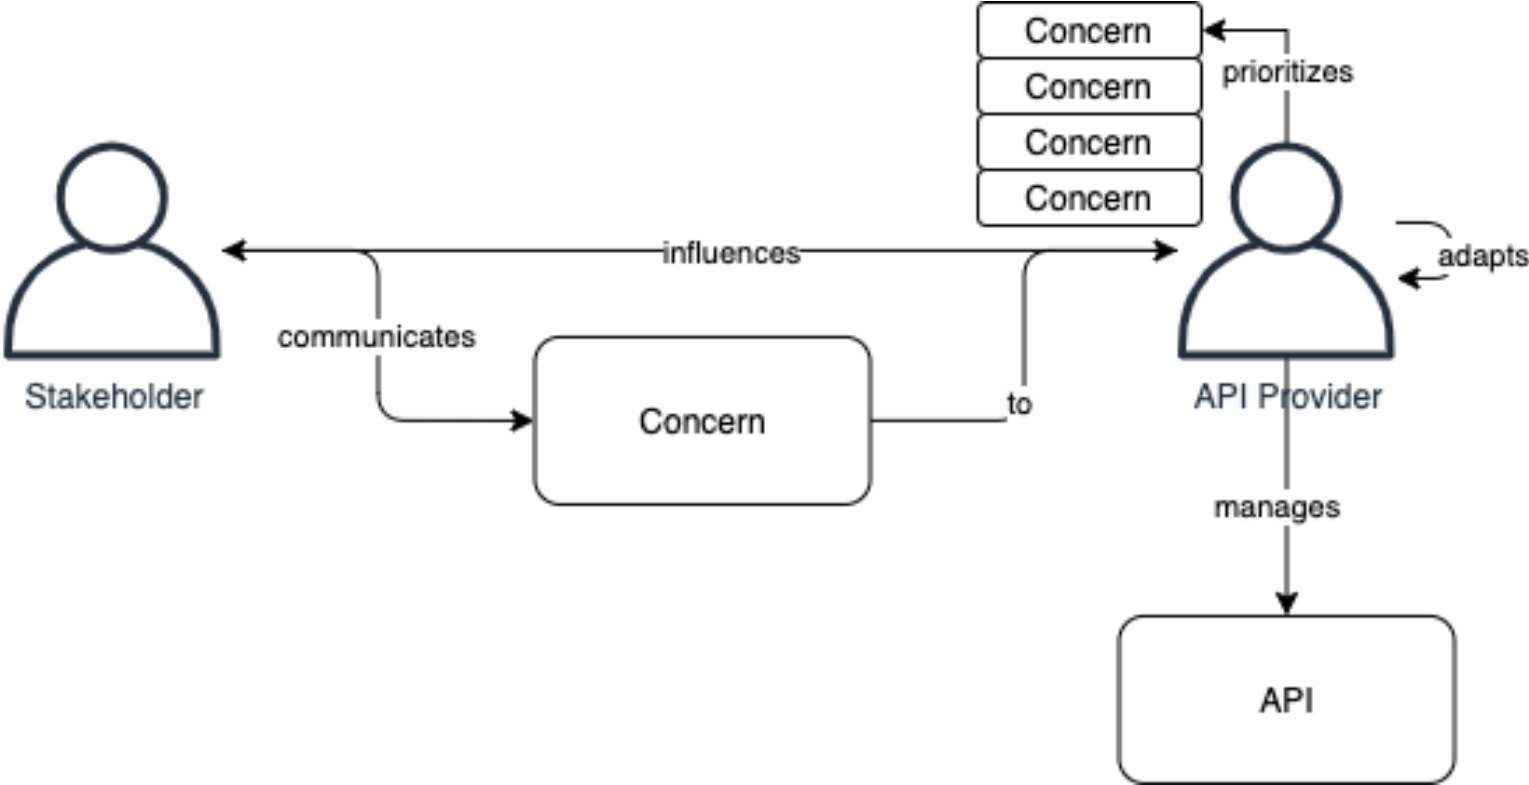 Concern
prioritizes
Concern
Concern
Concern
influences
adapts
communicates
Stakeholder
Concern
to
API Provider
manages
API